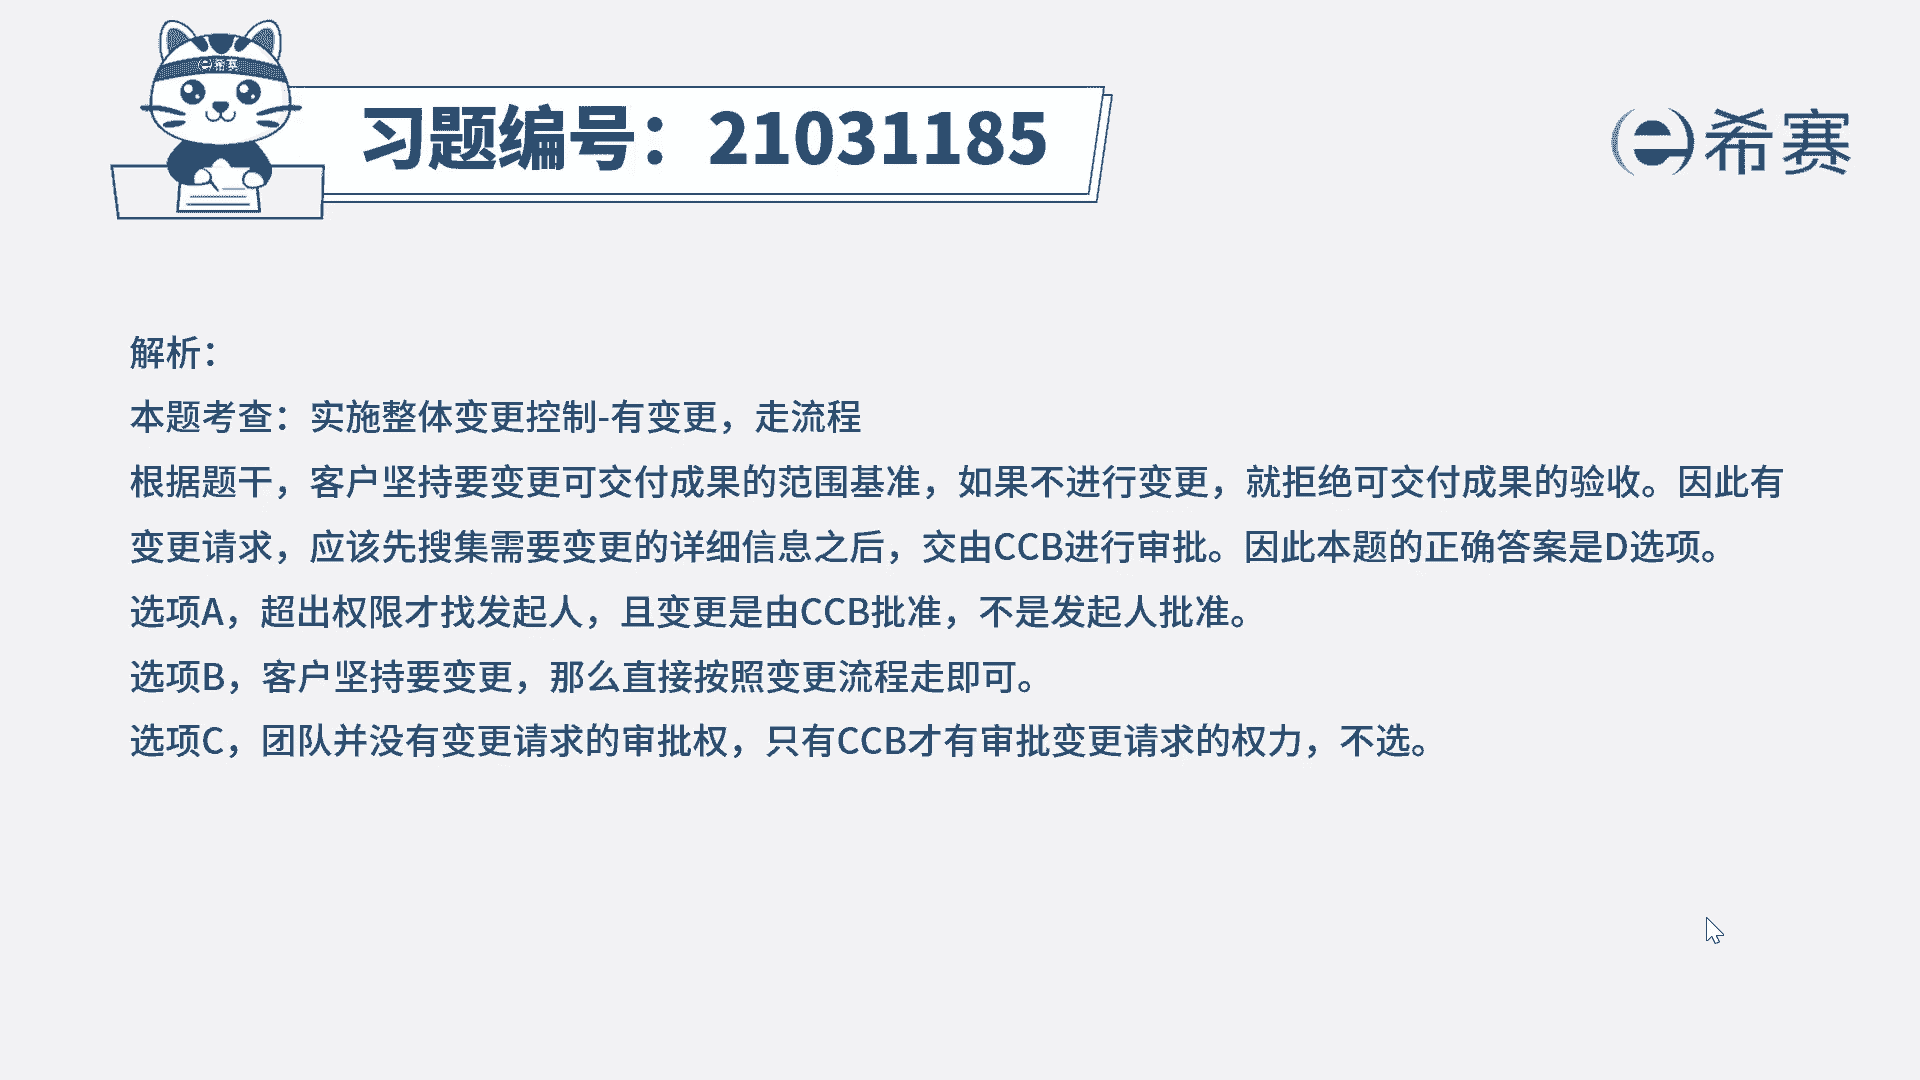 e希赛
习题编号：21031185
e希赛
解析：
本题考查：实施整体变更控制-有变更，走流程
根据题干，客户坚持要变更可交付成果的范围基准，如果不进行变更，就拒绝可交付成果的验收。因此有
变更请求，应该先搜集需要变更的详细信息之后，交由CCB进行审批。因此本题的正确答案是D选项。
选项A，超出权限才找发起人，且变更是由CCB批准，不是发起人批准。
选项B，客户坚持要变更，那么直接按照变更流程走即可。
选项C，团队并没有变更请求的审批权，只有CCB才有审批变更请求的权力，不选。